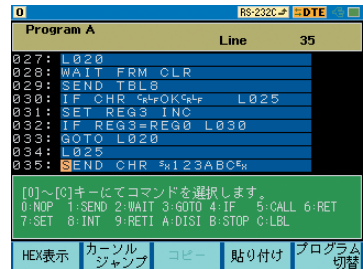 0 RS-232C DTE
Program A
Line 35
027: L020
028: WAIT FRM CLR
029: SEND TBL8
030: IF CHR CRLFOKCRLF L025
031: SET REG3 INC
032: IF REG3=REG0 L030
033: GOTO L020
034: L025
035: SEND CHR SX123ABCEX
[0]~[C]キーにてコマンドを選択します。
0:NOP 1:SEND 2:WAIT 3:GOTO 4:IF 5:CALL 6:RET
7:SET 8:INT 9:RETI A:DISI B:STOP C:LBL
HEX表示 カーソルジャンプ コピー 貼り付け プログラム切替